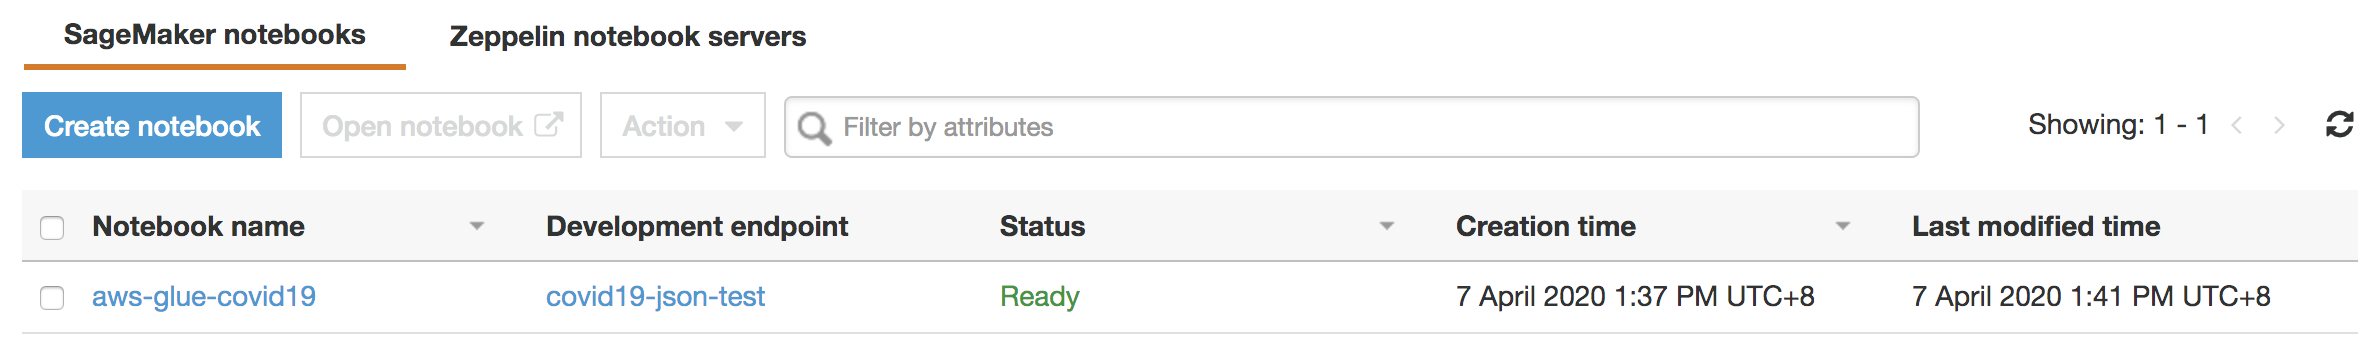 SageMaker notebooks Zeppelin notebook servers
Create notebook Open notebook Action Filter by attributes Showing: 1 - 1
Notebook name Development endpoint Status Creation time Last modified time
aws-glue-covid19 covid19-json-test Ready 7 April 2020 1:37 PM UTC+8 7 April 2020 1:41 PM UTC+8